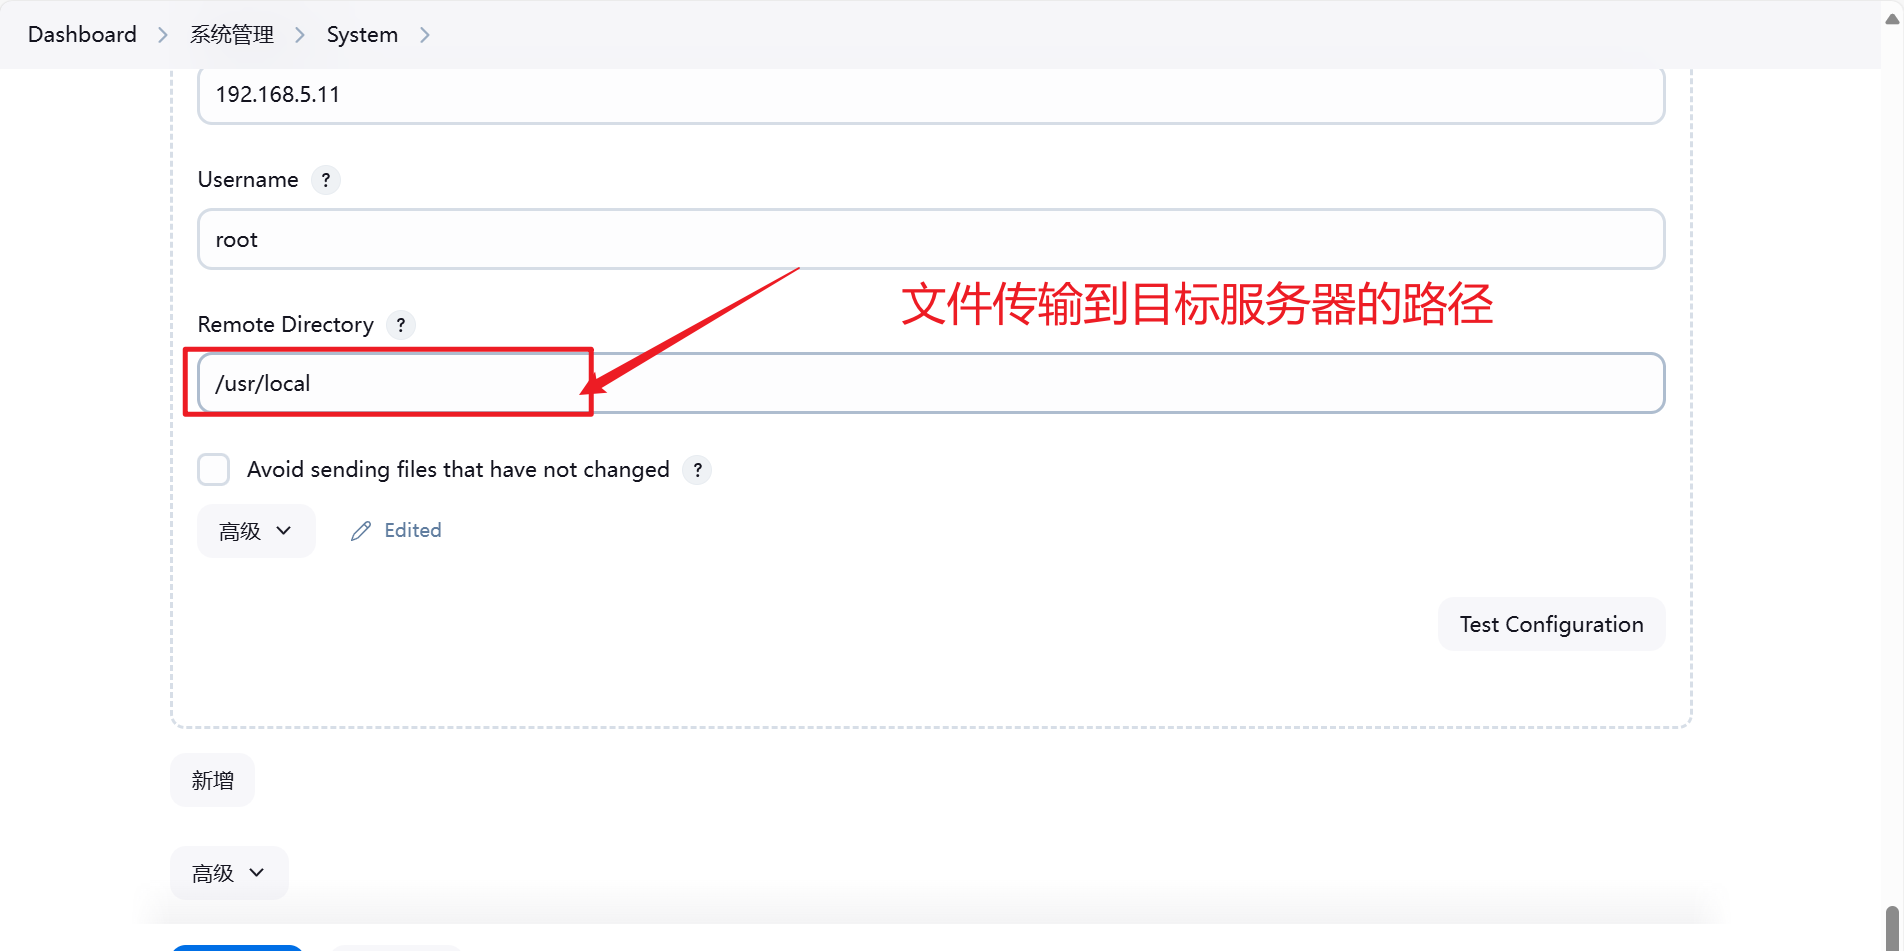 Dashboard > 系统管理 > System >
192.168.5.11
Username ?
root
文件传输到目标服务器的路径
Remote Directory ?
/usr/local
Avoid sending files that have not changed ?
高级 Edited
Test Configuration
新增
高级